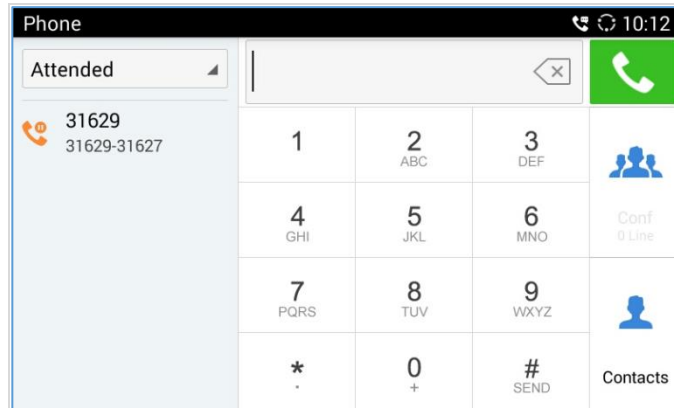 Phone
10:12
Attended
31629
31629-31627
1
2
ABC
3
DEF
4
GHI
5
JKL
6
MNO
7
PQRS
8
TUV
9
WXYZ
*
.
0
+
#
SEND
Conf
0 Line
Contacts